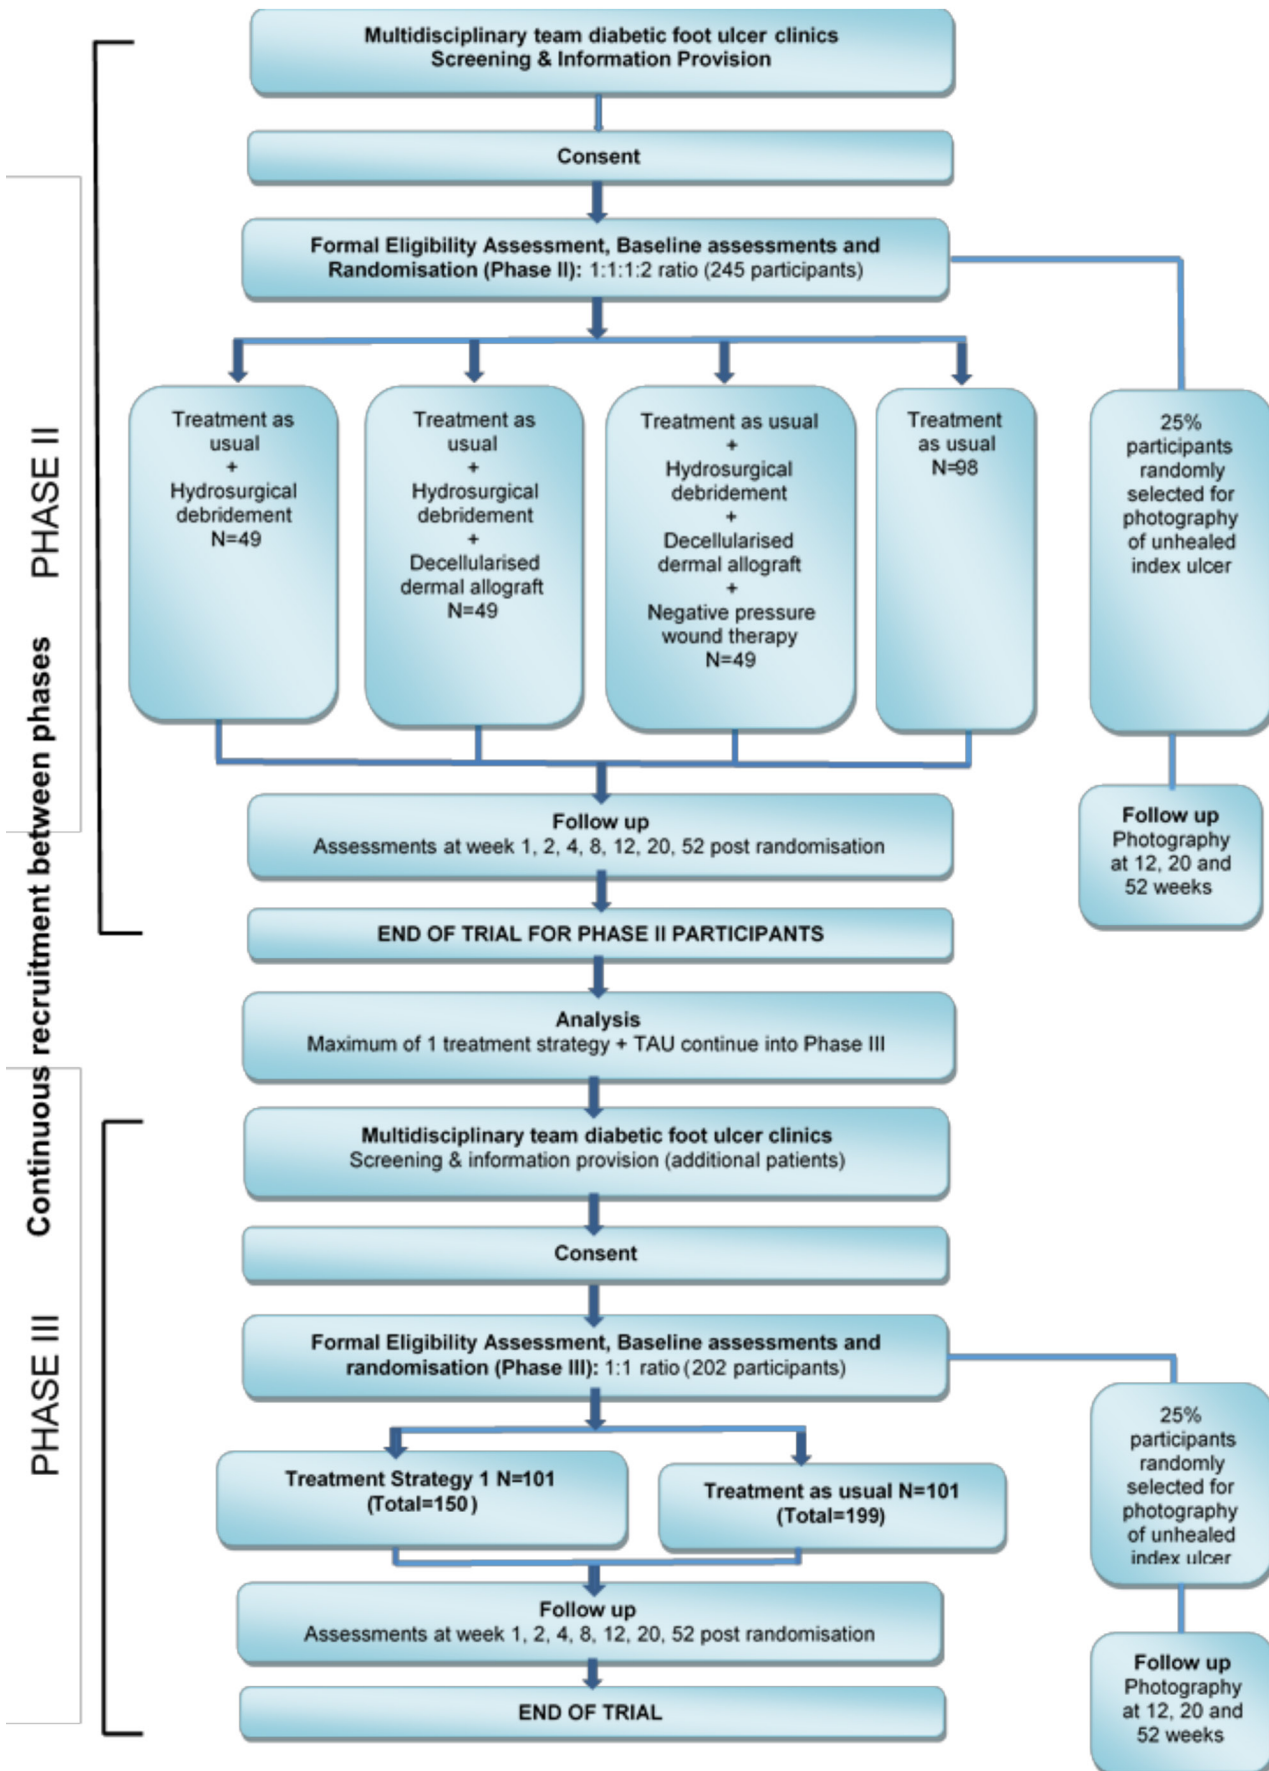 Multidisciplinary team diabetic foot ulcer clinics
Screening & Information Provision
Consent
Formal Eligibility Assessment, Baseline assessments and
Randomisation (Phase II): 1:1:1:2 ratio (245 participants)
Treatment as
usual
+
Hydrosurgical
debridement
N=49
Treatment as
usual
+
Hydrosurgical
debridement
+
Decellularised
dermal allograft
N=49
Treatment as usual
+
Hydrosurgical
debridement
+
Decellularised
dermal allograft
+
Negative pressure
wound therapy
N=49
Treatment
as usual
N=98
25%
participants
randomly
selected for
photography
of unhealed
index ulcer
Follow up
Photography
at 12, 20 and
52 weeks
Follow up
Assessments at week 1, 2, 4, 8, 12, 20, 52 post randomisation
END OF TRIAL FOR PHASE II PARTICIPANTS
Analysis
Maximum of 1 treatment strategy + TAU continue into Phase III
Multidisciplinary team diabetic foot ulcer clinics
Screening & information provision (additional patients)
Consent
Formal Eligibility Assessment, Baseline assessments and
randomisation (Phase III): 1:1 ratio (202 participants)
Treatment Strategy 1 N=101
(Total=150)
Treatment as usual N=101
(Total=199)
25%
participants
randomly
selected for
photography
of unhealed
index ulcer
Follow up
Photography
at 12, 20 and
52 weeks
Follow up
Assessments at week 1, 2, 4, 8, 12, 20, 52 post randomisation
END OF TRIAL
PHASE II
Continuous recruitment between phases
PHASE III